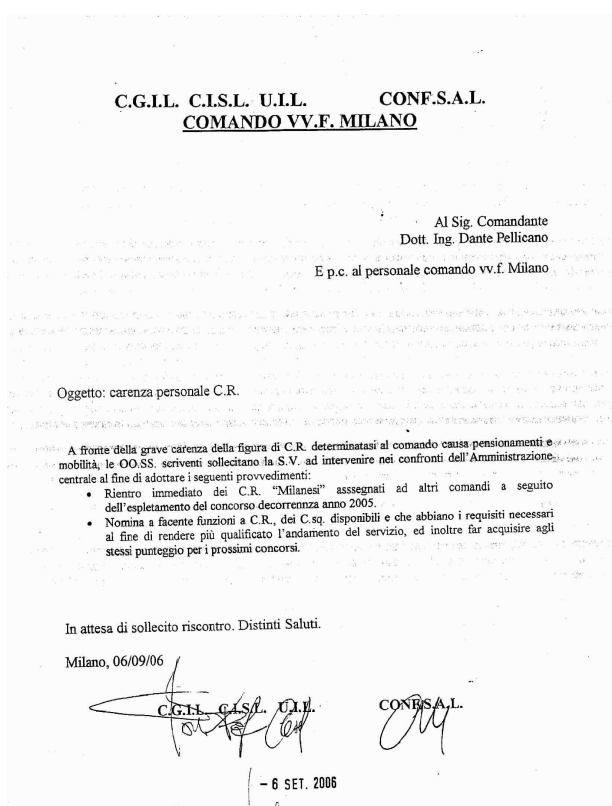 C.G.I.L. C.I.S.L. U.I.L. CONF.S.A.L.
COMANDO VV.F. MILANO
Al Sig. Comandante
Dott. Ing. Dante Pellicano
E p.c. al personale comando vv.f. Milano
Oggetto: carenza personale C.R.
A fronte della grave carenza della figura di C.R. determinatasi al comando causa pensionamenti e
mobilità, le OO.SS. scriventi sollecitano la S.V. ad intervenire nei confronti dell'Amministrazione
centrale al fine di adottare i seguenti provvedimenti:
• Rientro immediato dei C.R. “Milanesi” asssegnati ad altri comandi a seguito
dell'espletamento del concorso decorrennza anno 2005.
• Nomina a facente funzioni a C.R., dei C.sq. disponibili e che abbiano i requisiti necessari
al fine di rendere più qualificato l'andamento del servizio, ed inoltre far acquisire agli
stessi punteggio per i prossimi concorsi.
In attesa di sollecito riscontro. Distinti Saluti.
Milano, 06/09/06
C.G.I.L. C.I.S.L. U.I.L. CONF.S.A.L.
– 6 SET. 2006